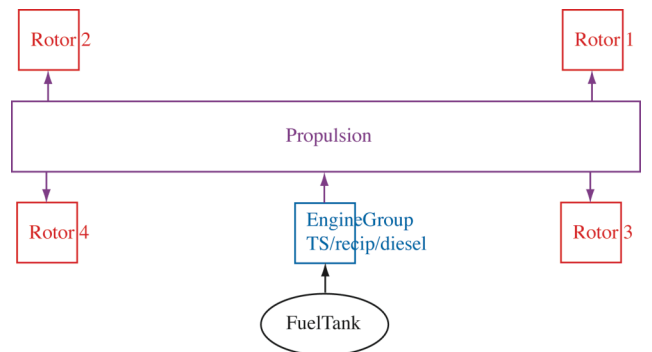 Rotor 2
Rotor 1
Propulsion
Rotor 4
EngineGroup
TS/recip/diesel
Rotor 3
FuelTank